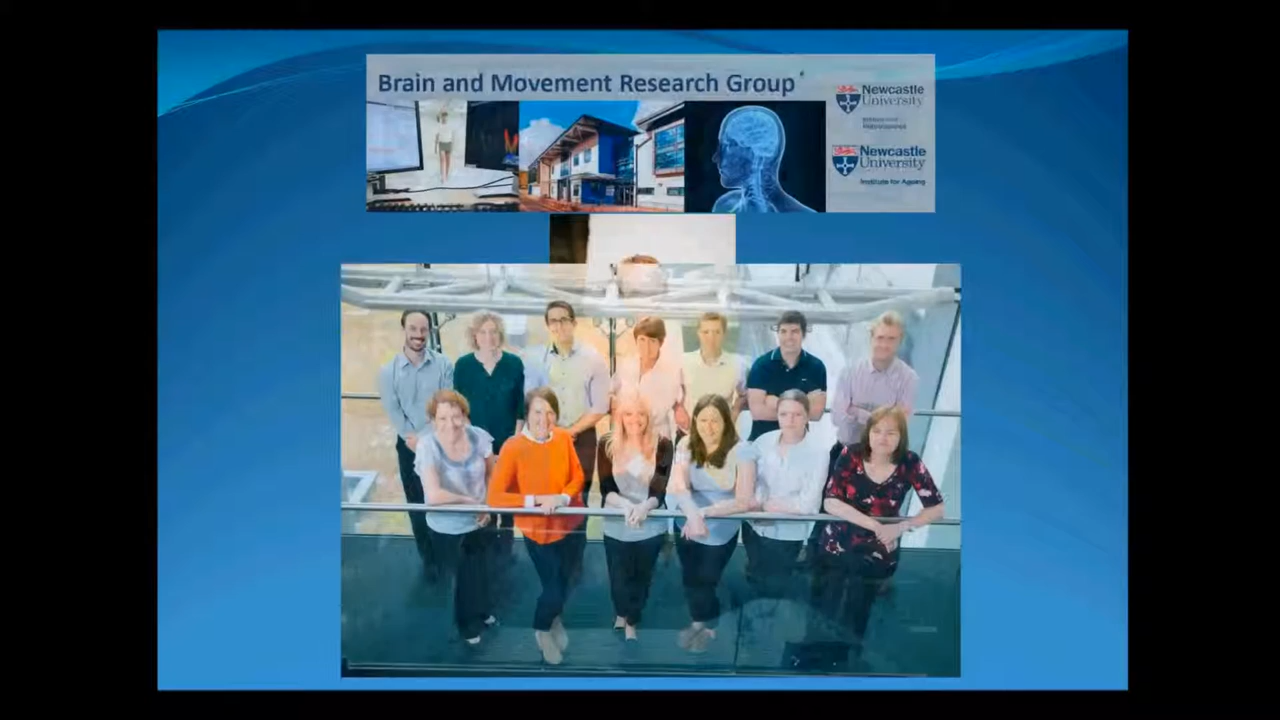 Brain and Movement Research Group
Newcastle
University
Newcastle
University
Institute for Ageing